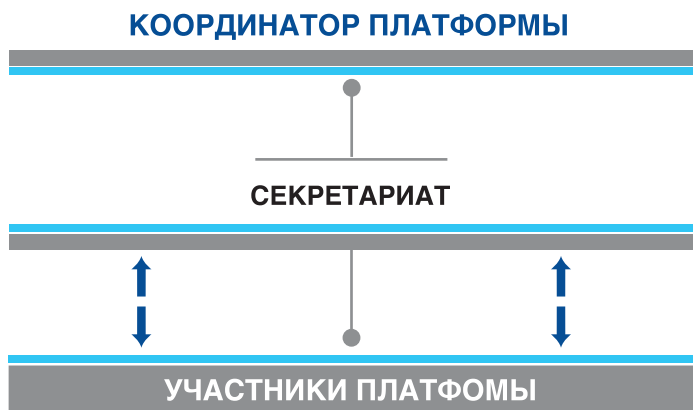 КООРДИНАТОР ПЛАТФОРМЫ
СЕКРЕТАРИАТ
УЧАСТНИКИ ПЛАТФОМЫ